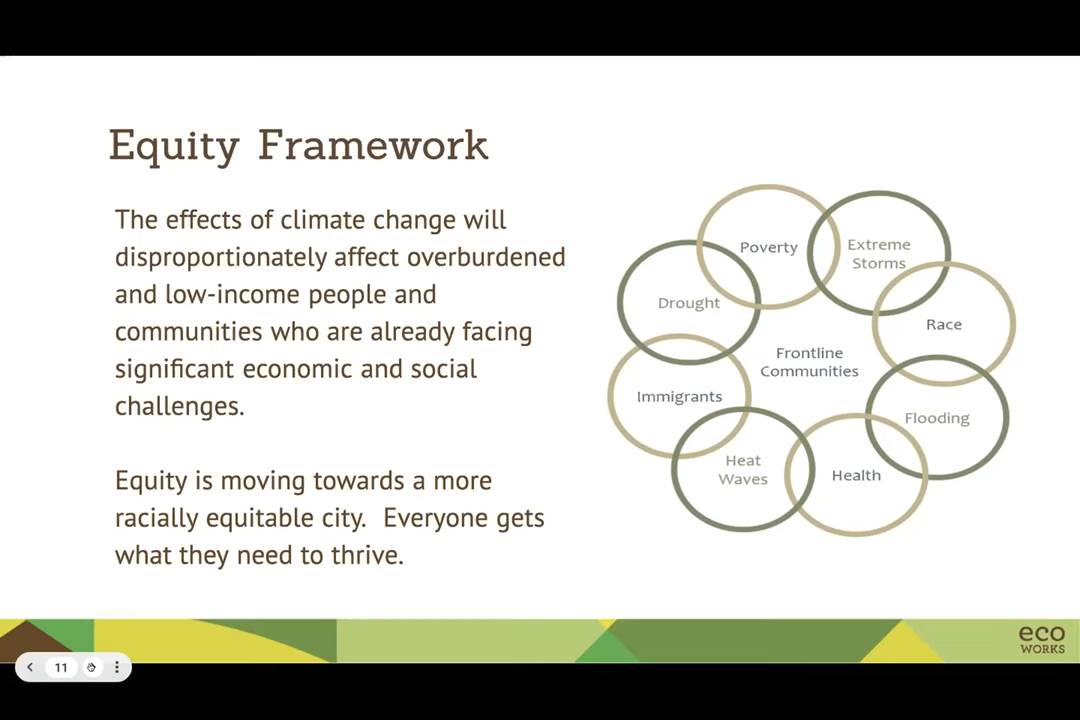 Equity Framework
The effects of climate change will
disproportionately affect overburdened
and low-income people and
communities who are already facing
significant economic and social
challenges.
Equity is moving towards a more
racially equitable city. Everyone gets
what they need to thrive.
Poverty
Extreme
Storms
Drought
Race
Frontline
Communities
Immigrants
Flooding
Heat
Waves
Health
eco
WORKS
11